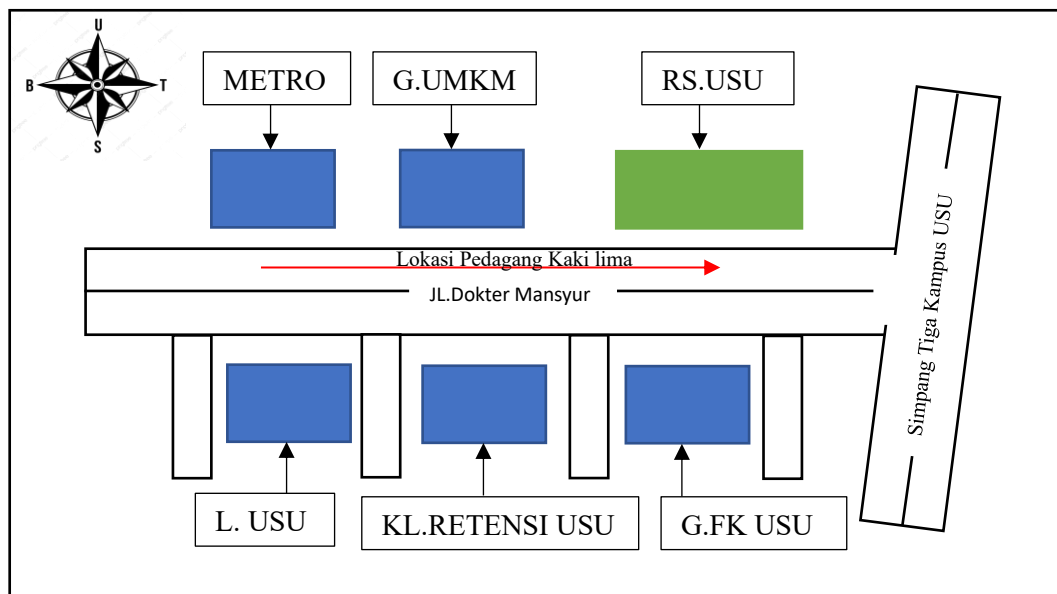 U
B
T
S
METRO
G.UMKM
RS.USU
Lokasi Pedagang Kaki lima
JL.Dokter Mansyur
Simpang Tiga Kampus USU
L. USU
KL.RETENSI USU
G.FK USU